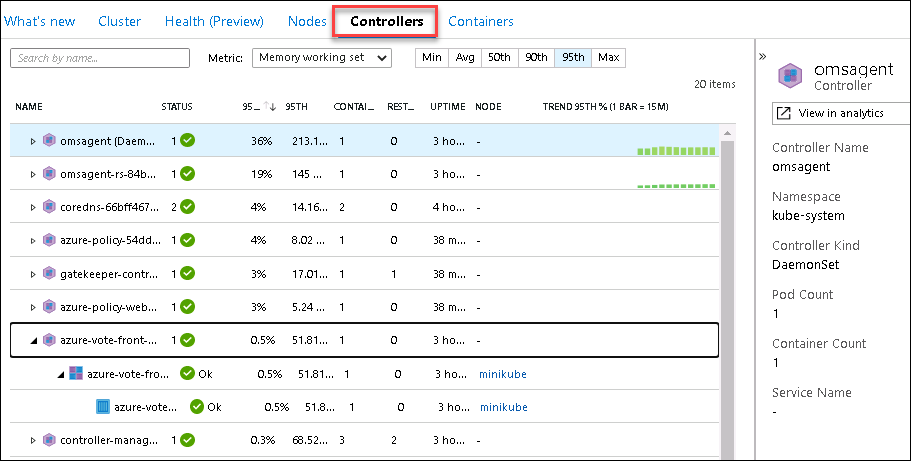 What's new Cluster Health (Preview) Nodes Controllers Containers
Search by name... Metric: Memory working set Min Avg 50th 90th 95th Max
20 items
NAME STATUS 95... 95TH CONTAI... REST... UPTIME NODE TREND 95TH % (1 BAR = 15M)
omsagent (Daem... 1 36% 213.1... 1 0 3 ho... -
omsagent-rs-84b... 1 19% 145 ... 1 0 3 ho... -
coredns-66bff467... 2 4% 14.16... 2 0 4 ho... -
azure-policy-54dd... 1 4% 8.02 ... 1 0 38 m... -
gatekeeper-contr... 1 3% 17.01... 1 1 38 m... -
azure-policy-web... 1 3% 5.24 ... 1 0 38 m... -
azure-vote-front-... 1 0.5% 51.81... 1 0 3 ho... -
azure-vote-fro... Ok 0.5% 51.81... 1 0 3 ho... minikube
azure-vote... Ok 0.5% 51.8... 1 0 3 ho... minikube
controller-manag... 1 0.3% 68.52... 3 2 4 ho... -
»
omsagent
Controller
View in analytics
Controller Name
omsagent
Namespace
kube-system
Controller Kind
DaemonSet
Pod Count
1
Container Count
1
Service Name
-